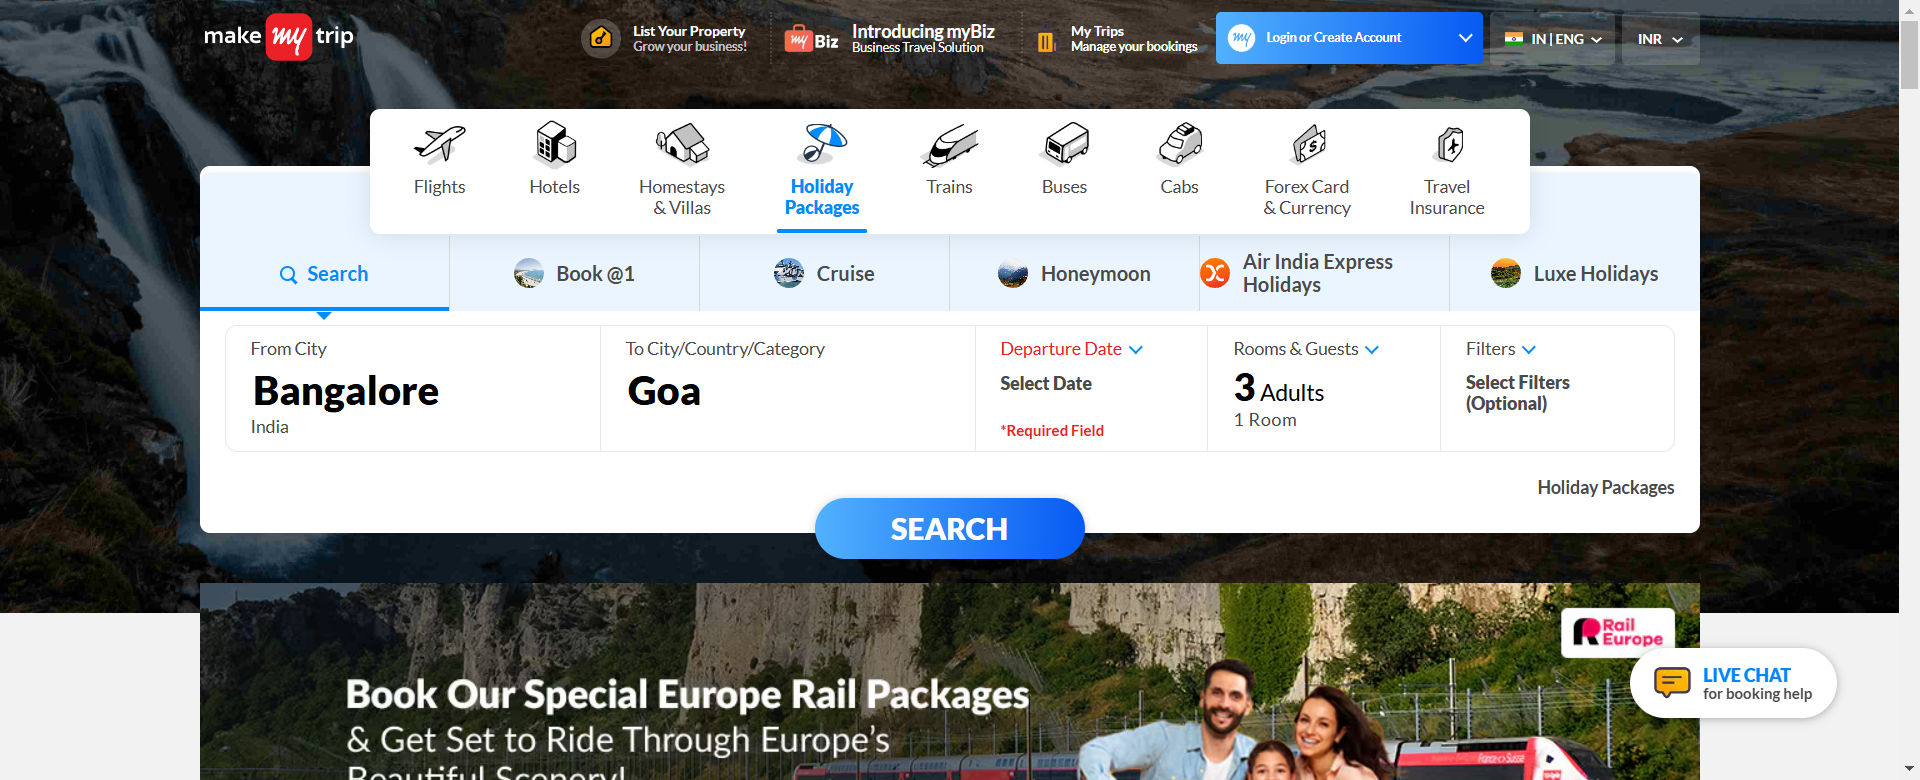 make my trip
List Your Property
Grow your business!
my Biz
Introducing myBiz
Business Travel Solution
My Trips
Manage your bookings
my
Login or Create Account
IN | ENG
INR
Flights
Hotels
Homestays
& Villas
Holiday
Packages
Trains
Buses
Cabs
Forex Card
& Currency
Travel
Insurance
Search
Book @1
Cruise
Honeymoon
Air India Express
Holidays
Luxe Holidays
From City
Bangalore
India
To City/Country/Category
Goa
Departure Date
Select Date
*Required Field
Rooms & Guests
3 Adults
1 Room
Filters
Select Filters
(Optional)
Holiday Packages
SEARCH
Rail
Europe
LIVE CHAT
for booking help
Book Our Special Europe Rail Packages
& Get Set to Ride Through Europe's
Beautiful Scenery!